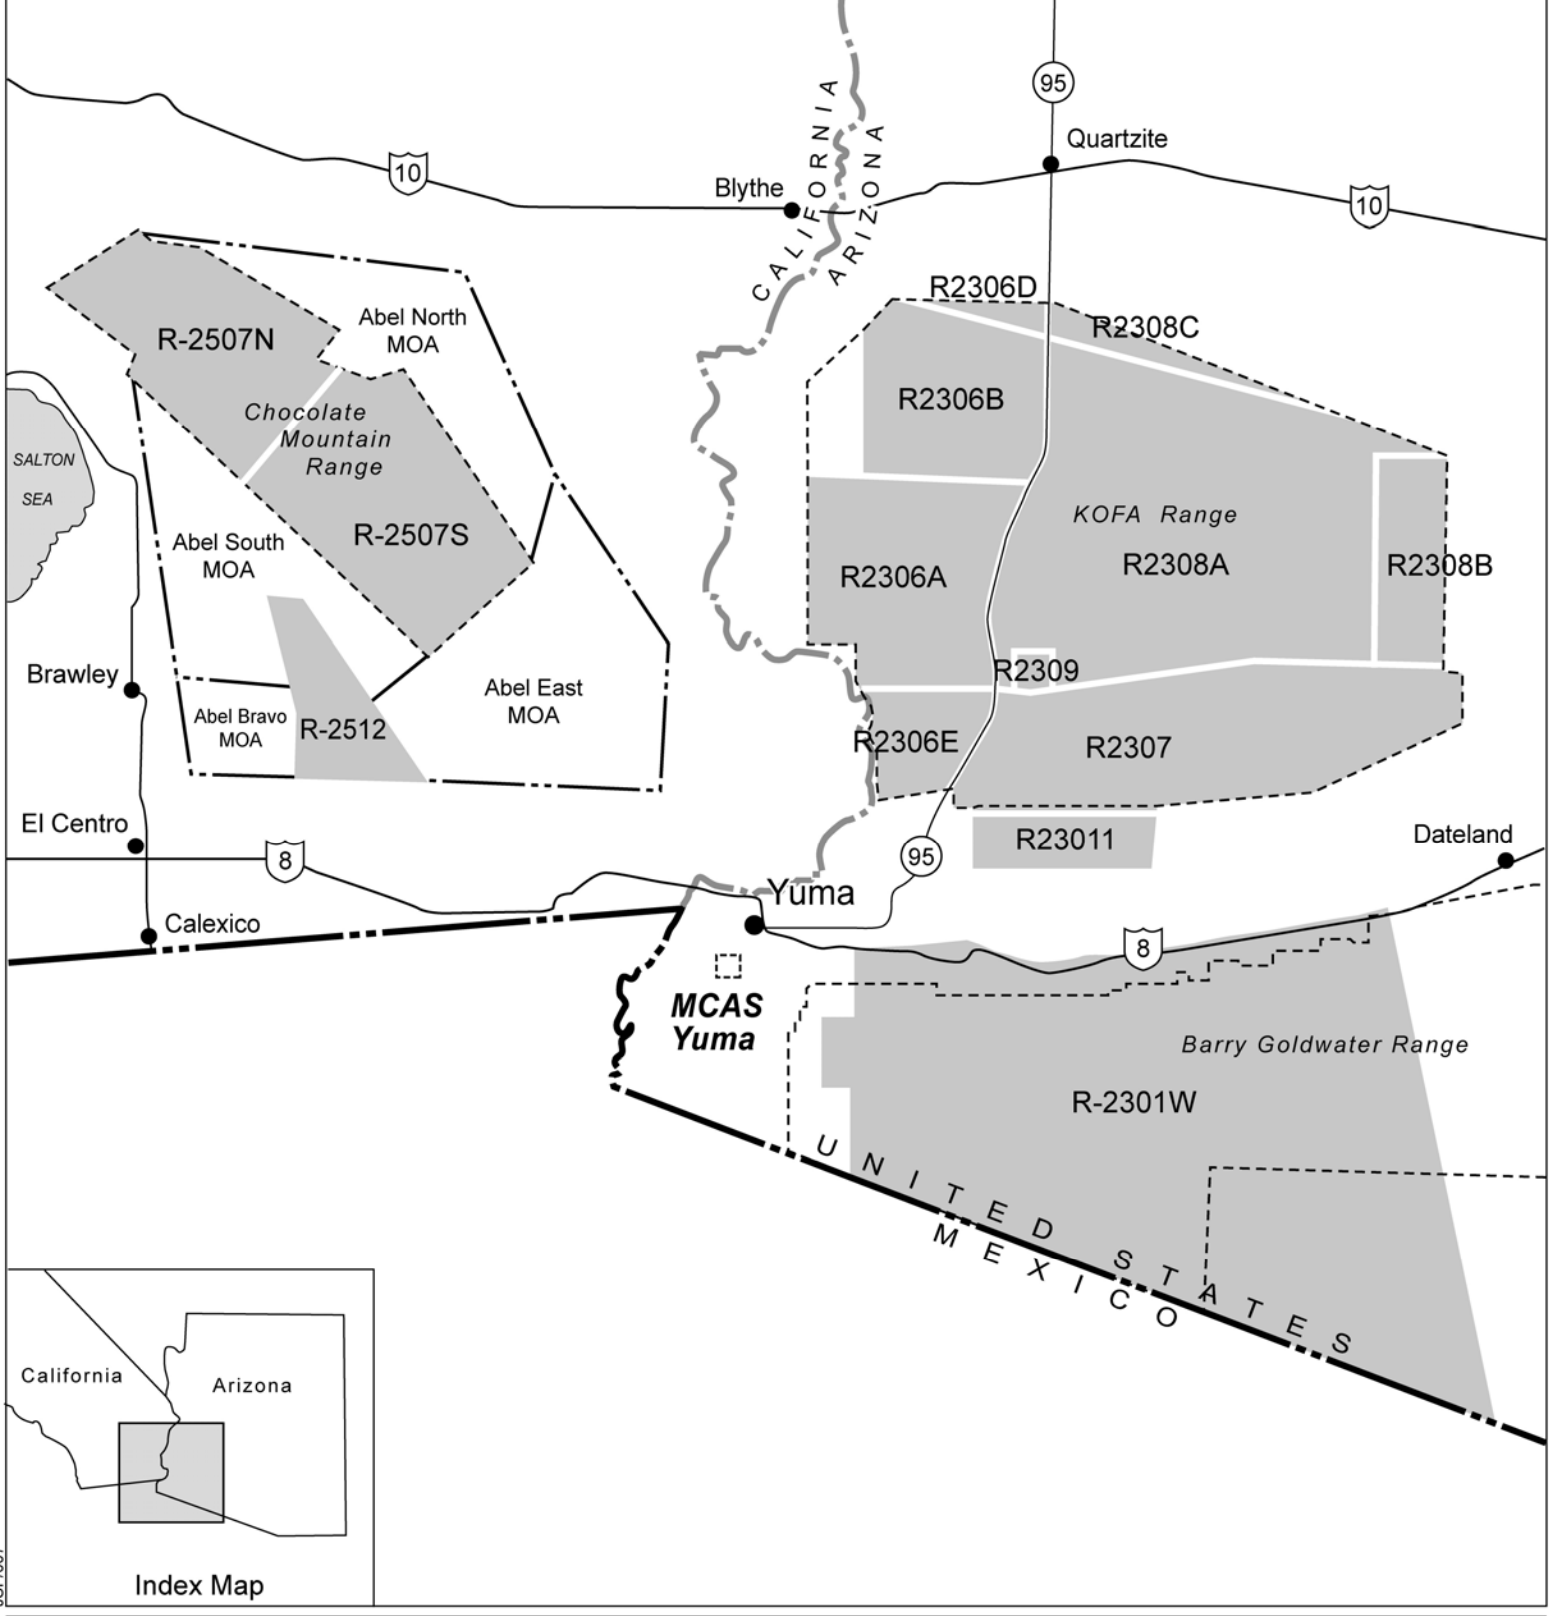 95
Quartzite
10
Blythe
10
CALIFORNIA
ARIZONA
R2306D
R2308C
Abel North
MOA
R-2507N
R2306B
Chocolate
Mountain
Range
SALTON
SEA
KOFA Range
R-2507S
Abel South
MOA
R2306A
R2308A
R2308B
Brawley
R2309
Abel East
MOA
Abel Bravo
MOA
R-2512
R2306E
R2307
El Centro
R23011
Dateland
8
95
Yuma
Calexico
8
MCAS
Yuma
Barry Goldwater Range
R-2301W
UNITED STATES
MEXICO
California
Arizona
Index Map